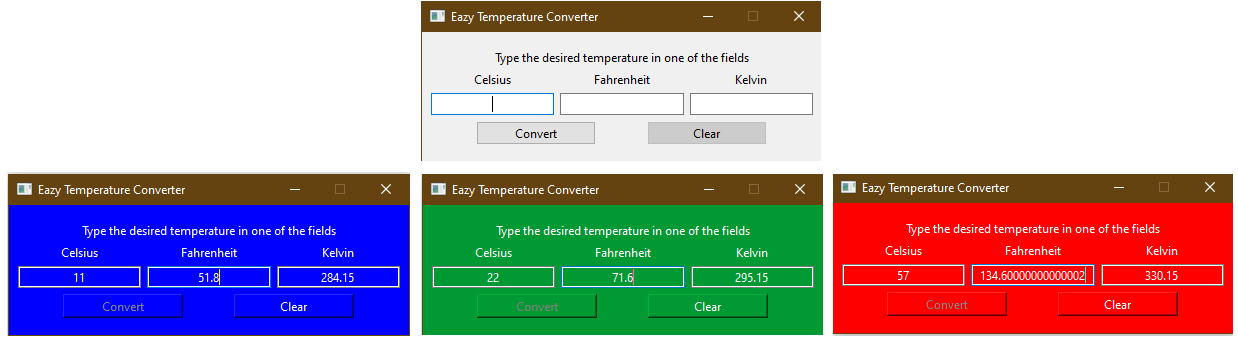 Eazy Temperature Converter
Type the desired temperature in one of the fields
Celsius Fahrenheit Kelvin
Convert Clear
Eazy Temperature Converter
Type the desired temperature in one of the fields
Celsius Fahrenheit Kelvin
11 51.8 284.15
Convert Clear
Eazy Temperature Converter
Type the desired temperature in one of the fields
Celsius Fahrenheit Kelvin
22 71.6 295.15
Convert Clear
Eazy Temperature Converter
Type the desired temperature in one of the fields
Celsius Fahrenheit Kelvin
57 134.60000000000002 330.15
Convert Clear